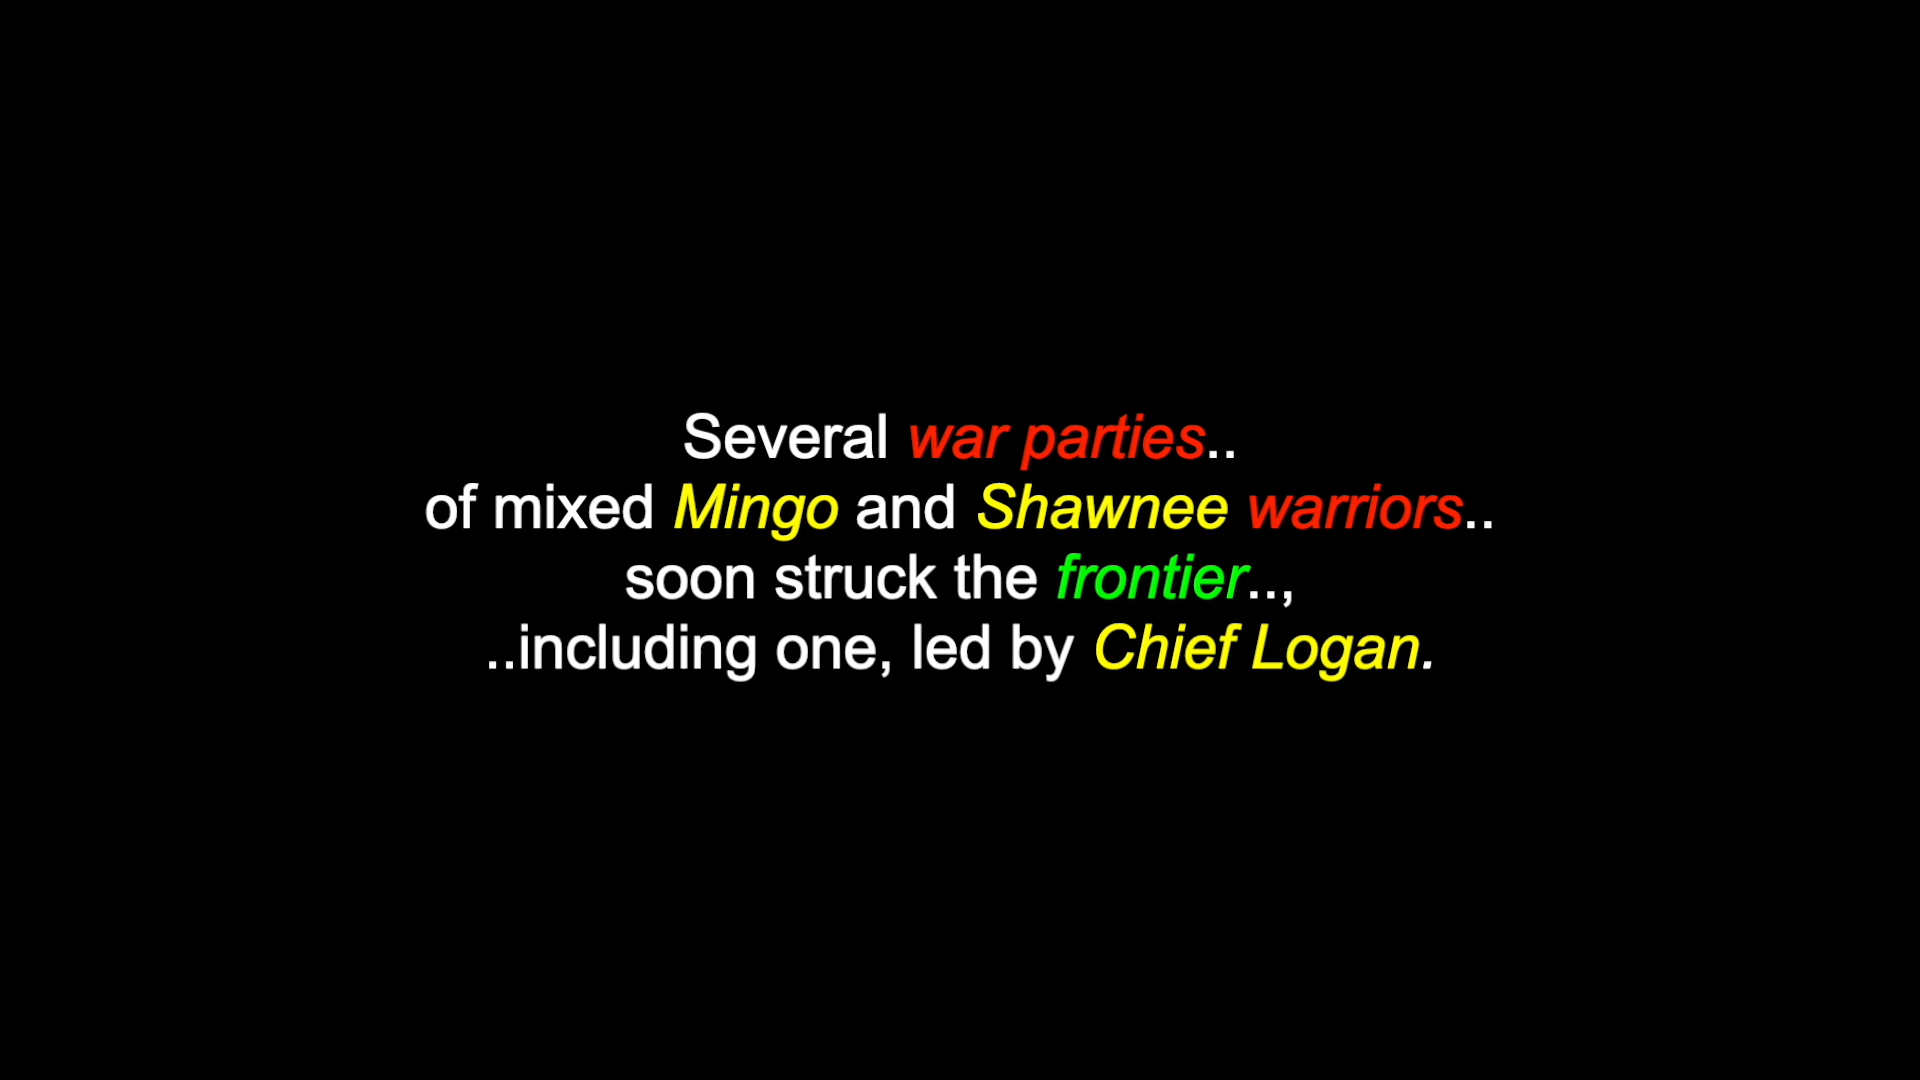 Several war parties..
of mixed Mingo and Shawnee warriors..
soon struck the frontier..,
..including one, led by Chief Logan.